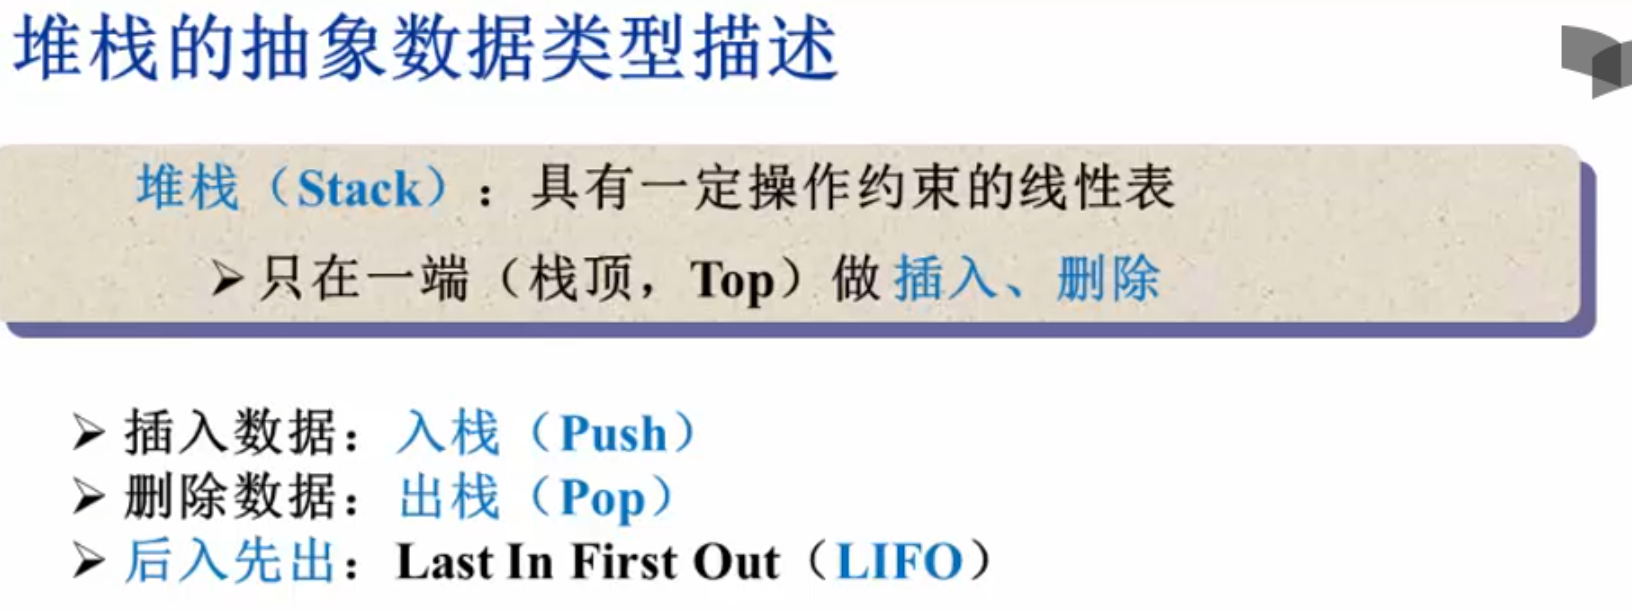 堆栈的抽象数据类型描述
堆栈（Stack）：具有一定操作约束的线性表
➢只在一端（栈顶，Top）做 插入、删除
➢ 插入数据：入栈（Push）
➢ 删除数据：出栈（Pop）
➢ 后入先出：Last In First Out（LIFO）